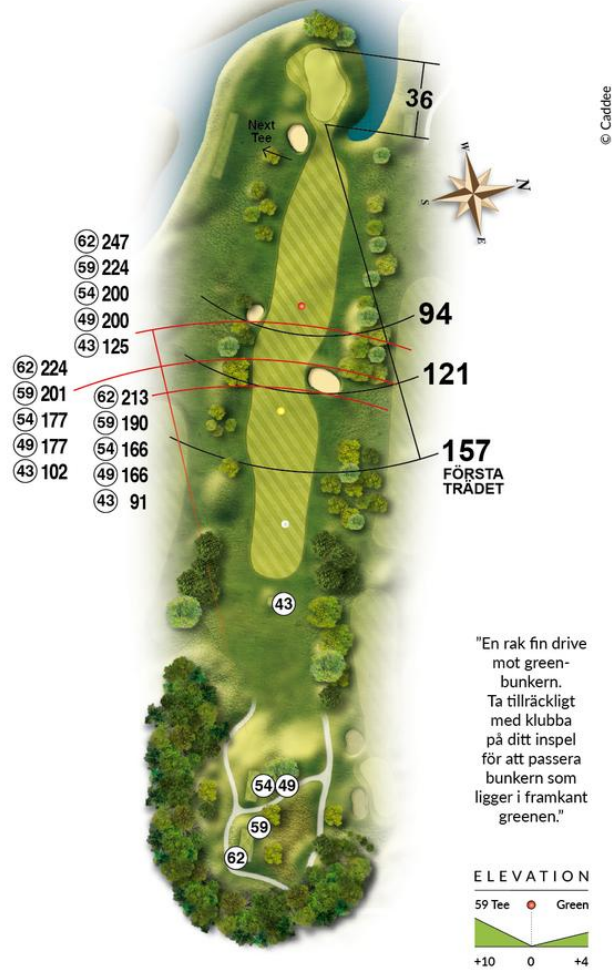 36
© Caddee
Next
Tee
W
N
S
E
62 247
59 224
54 200
49 200
43 125
94
62 224
59 201
54 177
49 177
43 102
62 213
59 190
54 166
49 166
43 91
121
157
FÖRSTA
TRÄDET
43
54 49
59
62
"En rak fin drive
mot green-
bunkern.
Ta tillräckligt
med klubba
på ditt inspel
för att passera
bunkern som
ligger i framkant
greenen."
ELEVATION
59 Tee Green
+10 0 +4